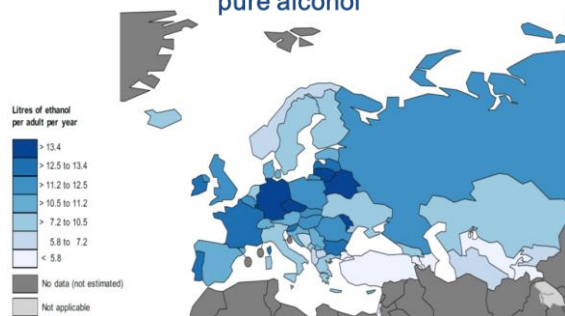 pure alcohol
Litres of ethanol
per adult per year
> 13.4
> 12.5 to 13.4
> 11.2 to 12.5
> 10.5 to 11.2
> 7.2 to 10.5
5.8 to 7.2
< 5.8
No data (not estimated)
Not applicable